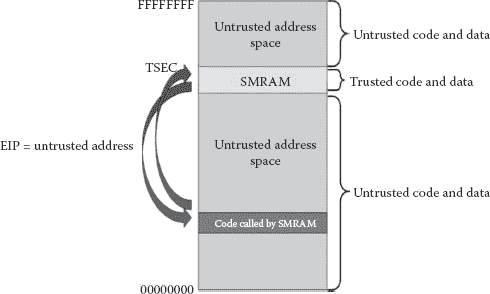 FFFFFFFF
Untrusted address
space
Untrusted code and data
TSEC
SMRAM
Trusted code and data
EIP = untrusted address
Untrusted address
space
Untrusted code and data
Code called by SMRAM
00000000